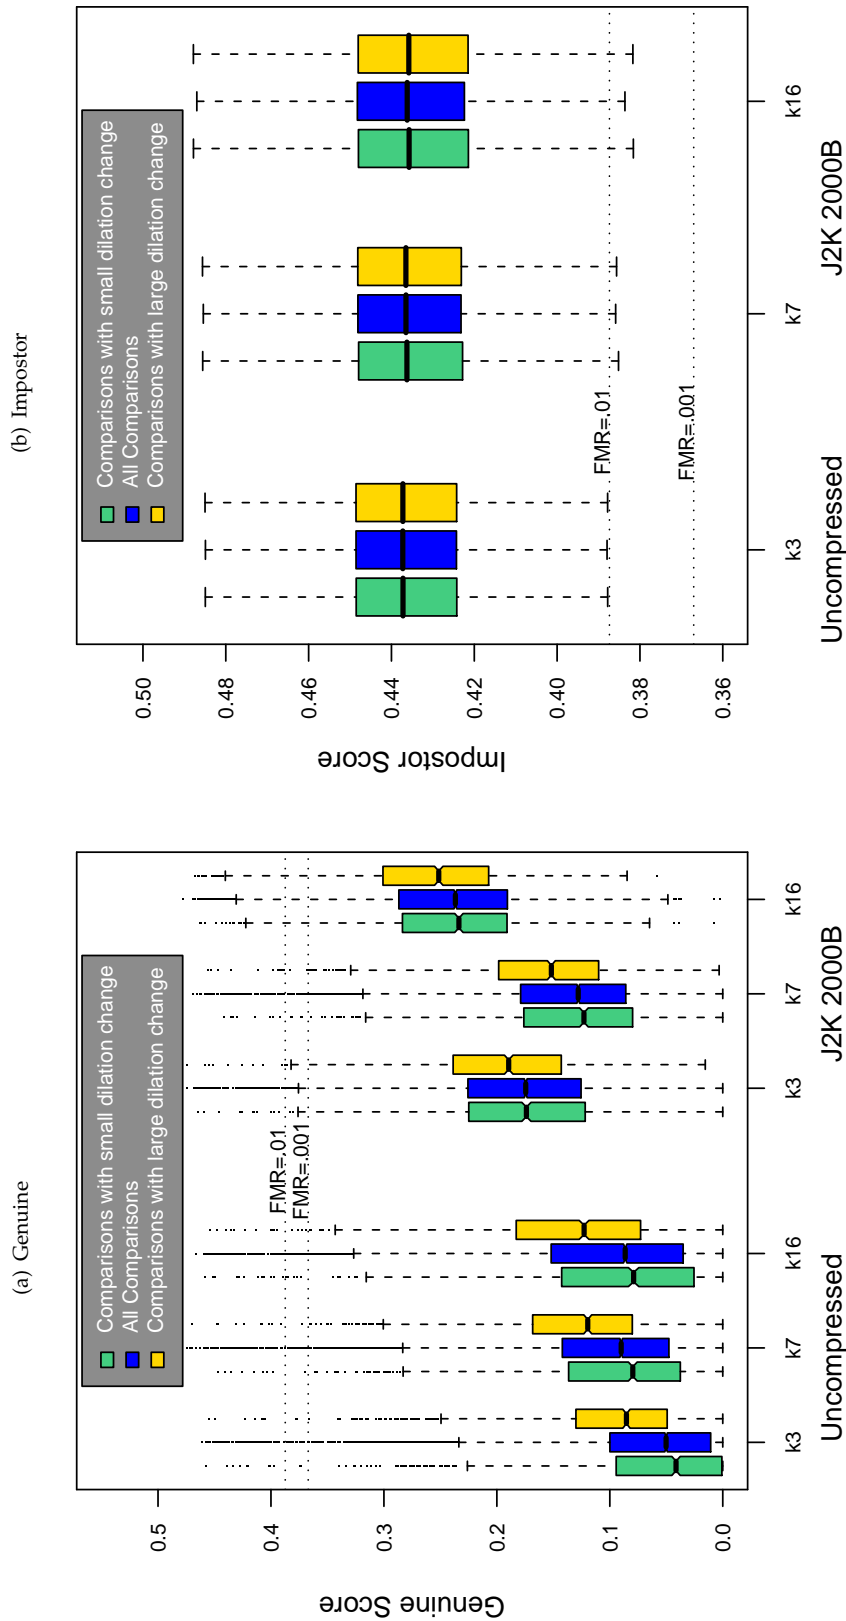 (a) Genuine
Comparisons with small dilation change
All Comparisons
Comparisons with large dilation change
FMR=.01
FMR=.001
Genuine Score
0.0
0.1
0.2
0.3
0.4
0.5
k3
k7
k16
k3
k7
k16
Uncompressed
J2K 2000B
(b) Impostor
Comparisons with small dilation change
All Comparisons
Comparisons with large dilation change
FMR=.01
FMR=.001
Impostor Score
0.36
0.38
0.40
0.42
0.44
0.46
0.48
0.50
k3
k7
k16
Uncompressed
J2K 2000B